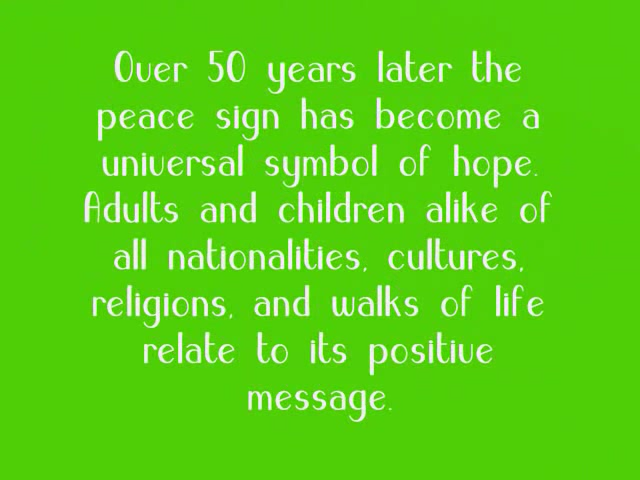 Over 50 years later the
peace sign has become a
universal symbol of hope.
Adults and children alike of
all nationalities, cultures,
religions, and walks of life
relate to its positive
message.